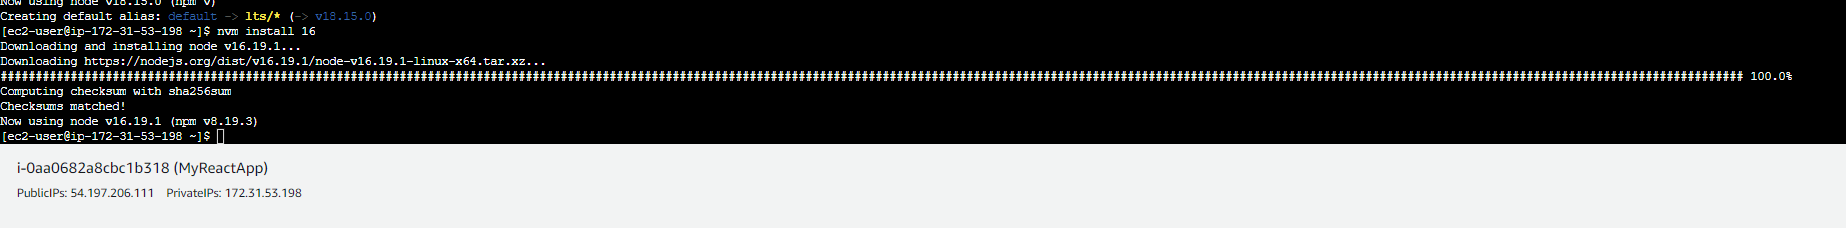 Now using node v18.15.0 (npm v)
Creating default alias: default -> lts/* (-> v18.15.0)
[ec2-user@ip-172-31-53-198 ~]$ nvm install 16
Downloading and installing node v16.19.1...
Downloading https://nodejs.org/dist/v16.19.1/node-v16.19.1-linux-x64.tar.xz...
######################################################################################################################################################################################################################################################### 100.0%
Computing checksum with sha256sum
Checksums matched!
Now using node v16.19.1 (npm v8.19.3)
[ec2-user@ip-172-31-53-198 ~]$
i-0aa0682a8cbc1b318 (MyReactApp)
PublicIPs: 54.197.206.111 PrivateIPs: 172.31.53.198